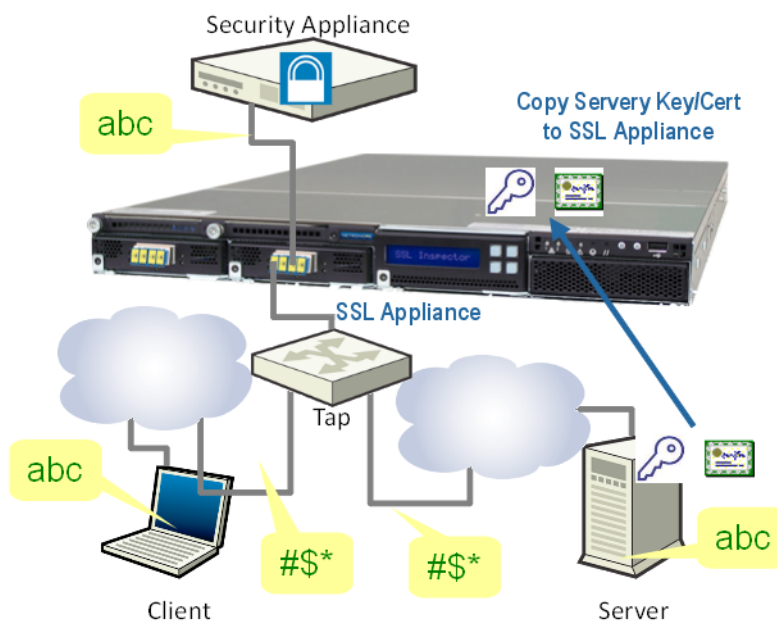 Security Appliance
abc
Copy Servery Key/Cert
to SSL Appliance
SSL Inspector
SSL Appliance
Tap
abc
#$*
#$*
abc
Client
Server